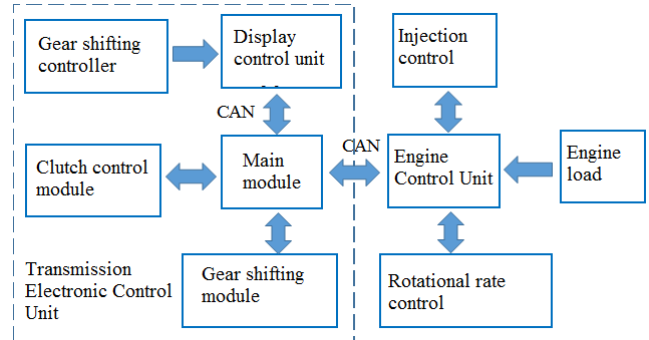 Gear shifting
controller
Display
control unit
Injection
control
CAN
CAN
Clutch control
module
Main
module
Engine
Control Unit
Engine
load
Transmission
Electronic Control
Unit
Gear shifting
module
Rotational rate
control